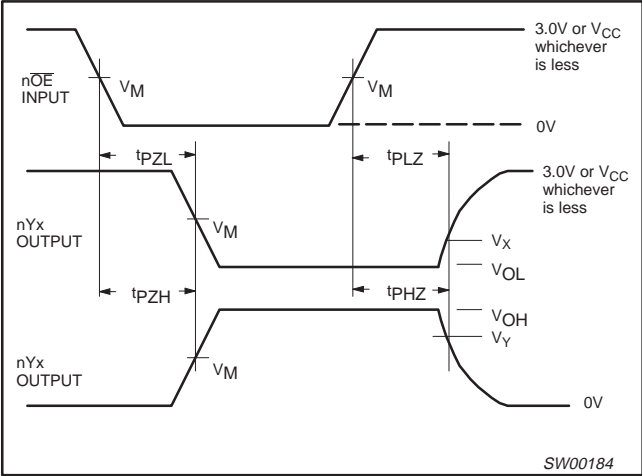 3.0V or VCC
whichever
is less
nOE
INPUT
VM
VM
0V
tPZL
tPLZ
3.0V or VCC
whichever
is less
nYx
OUTPUT
VM
VX
VOL
tPZH
tPHZ
VOH
VY
nYx
OUTPUT
VM
0V
SW00184